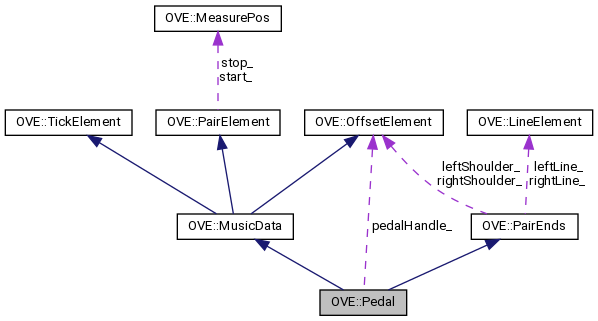 OVE::MeasurePos
stop_
start_
OVE::TickElement
OVE::PairElement
OVE::OffsetElement
OVE::LineElement
leftShoulder_
rightShoulder_
leftLine_
rightLine_
OVE::MusicData
pedalHandle_
OVE::PairEnds
OVE::Pedal